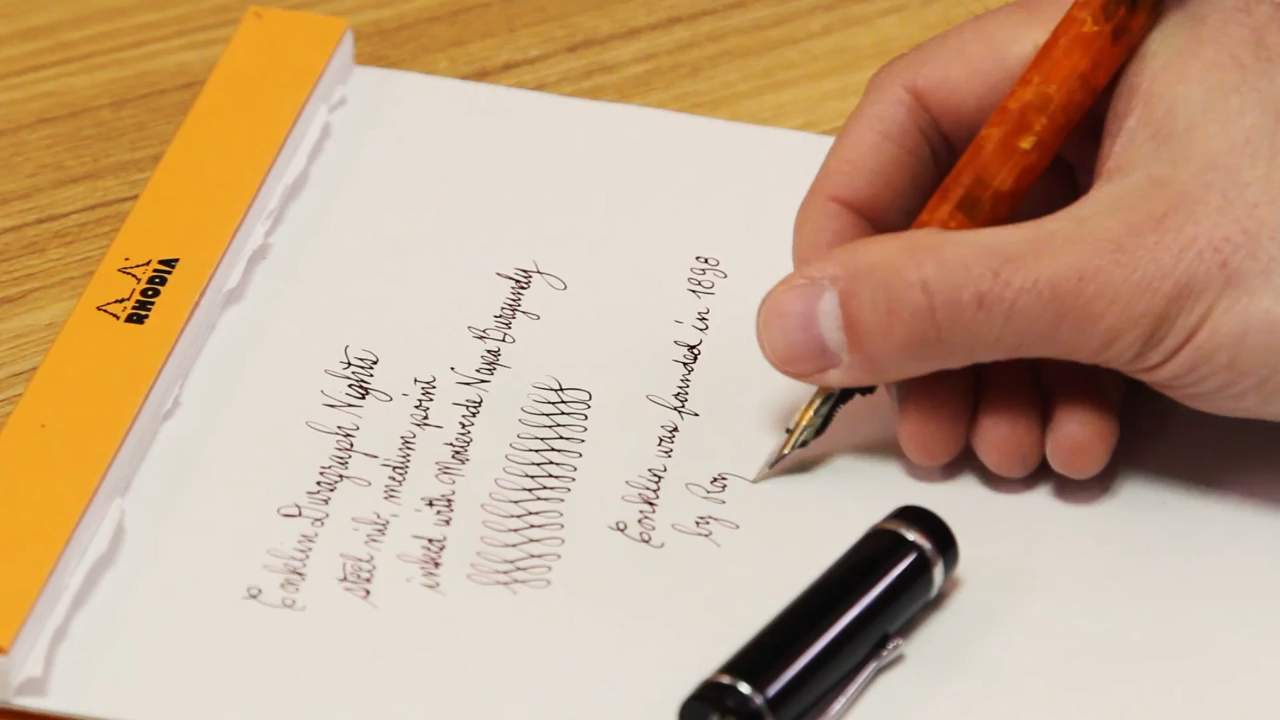 RHODIA
Conklin Duragraph Nights
steel nib, medium point
inked with Monteverde Napa Burgundy
Conklin was founded in 1898
by Roy